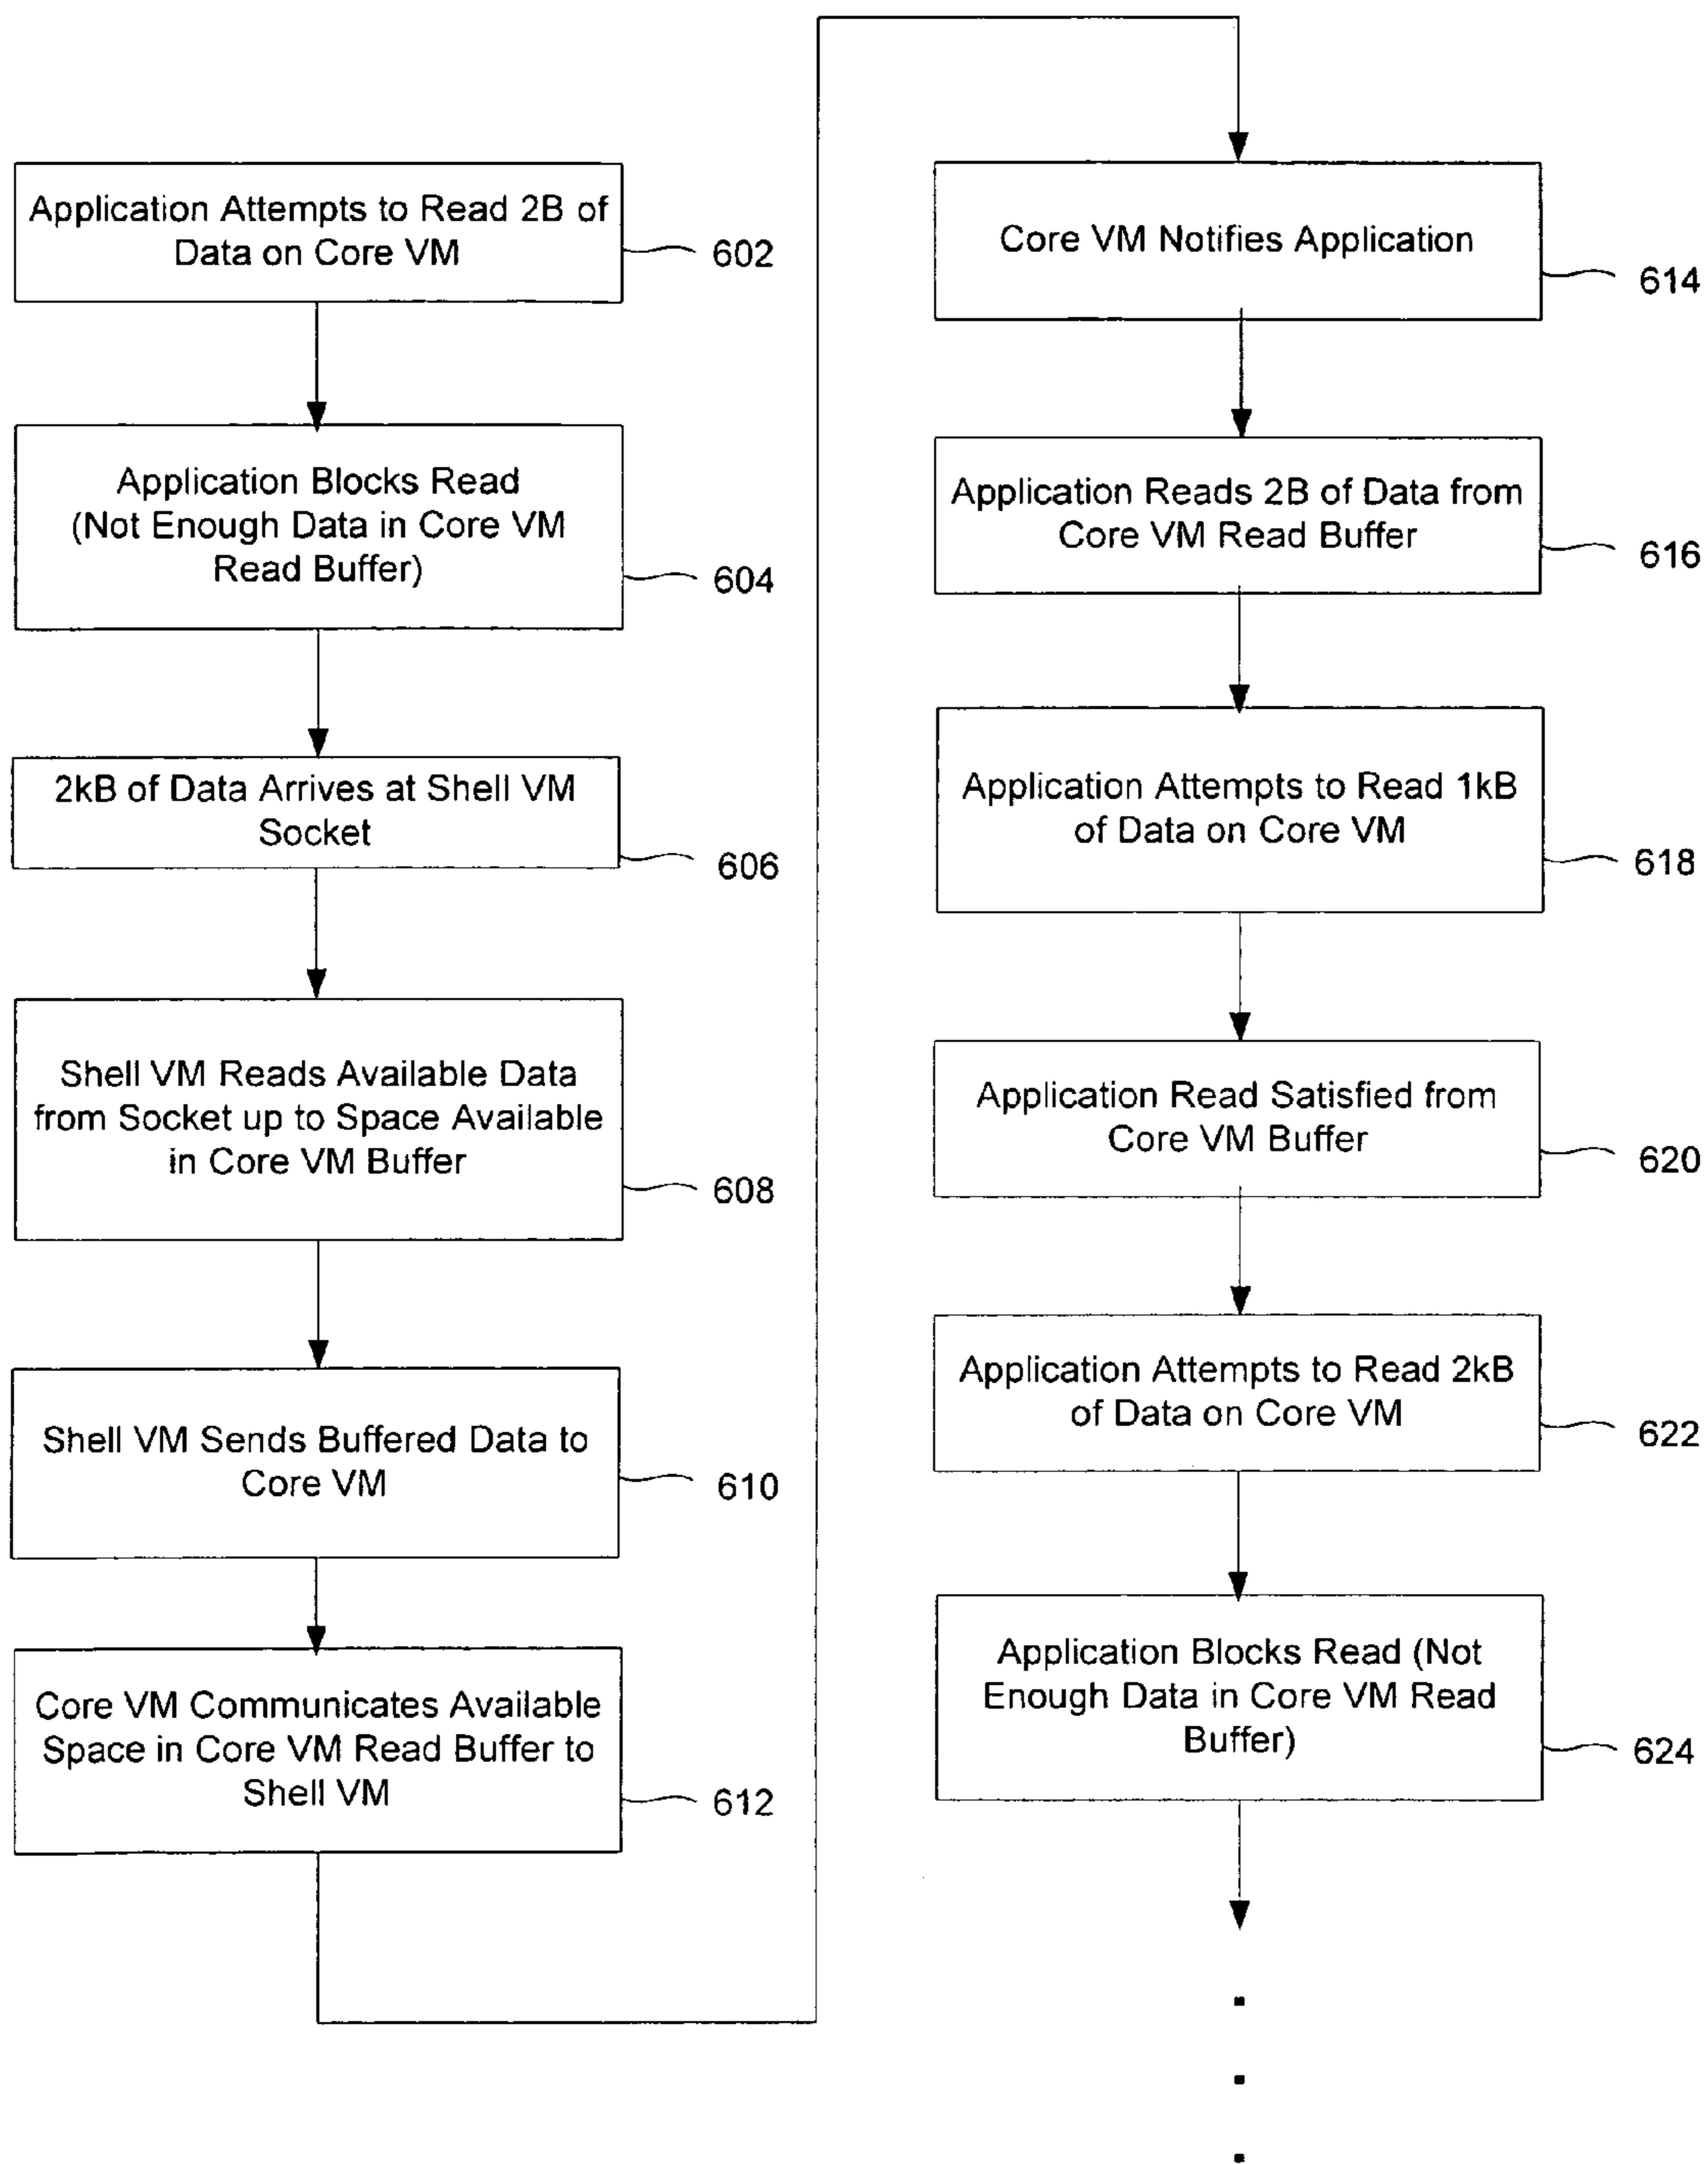 Application Attempts to Read 2B of
Data on Core VM
602
Application Blocks Read
(Not Enough Data in Core VM
Read Buffer)
604
2kB of Data Arrives at Shell VM
Socket
606
Shell VM Reads Available Data
from Socket up to Space Available
in Core VM Buffer
608
Shell VM Sends Buffered Data to
Core VM
610
Core VM Communicates Available
Space in Core VM Read Buffer to
Shell VM
612
Core VM Notifies Application
614
Application Reads 2B of Data from
Core VM Read Buffer
616
Application Attempts to Read 1kB
of Data on Core VM
618
Application Read Satisfied from
Core VM Buffer
620
Application Attempts to Read 2kB
of Data on Core VM
622
Application Blocks Read (Not
Enough Data in Core VM Read
Buffer)
624